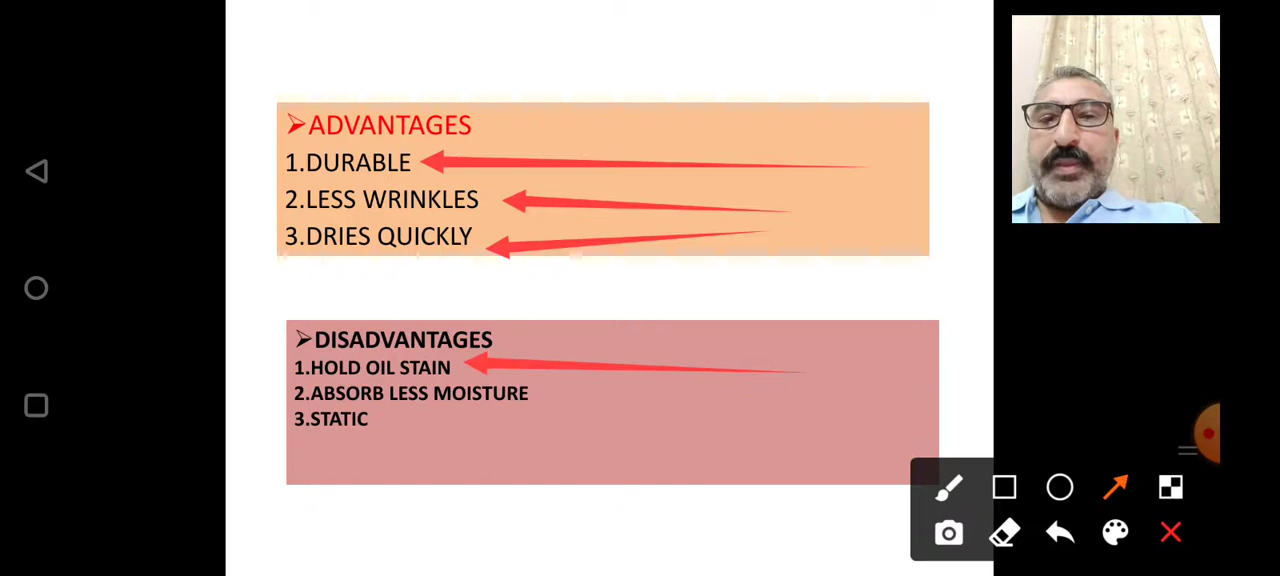 ➢ADVANTAGES
1.DURABLE
2.LESS WRINKLES
3.DRIES QUICKLY
➢DISADVANTAGES
1.HOLD OIL STAIN
2.ABSORB LESS MOISTURE
3.STATIC